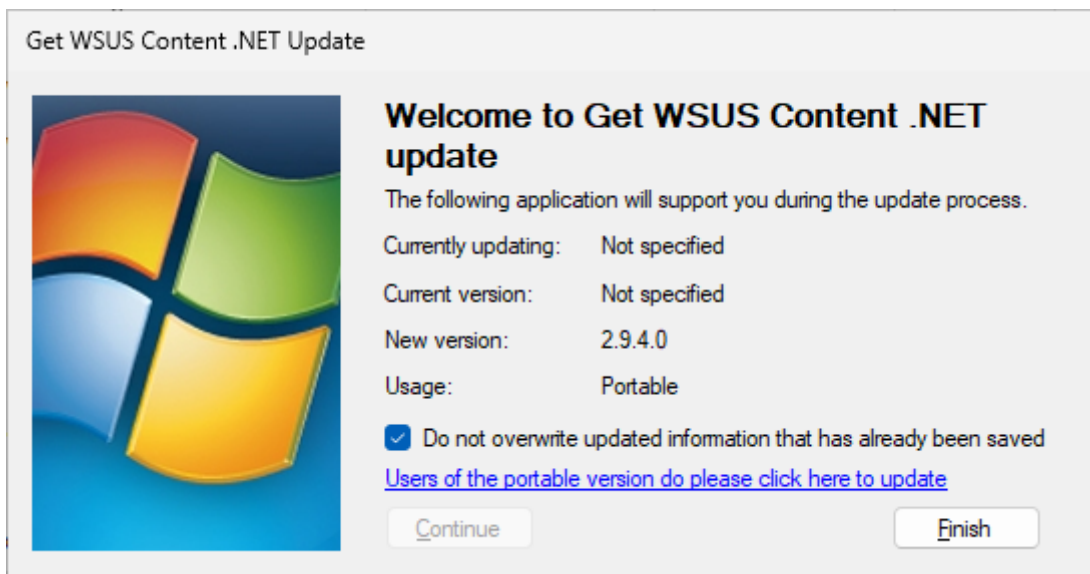 Get WSUS Content .NET Update
Welcome to Get WSUS Content .NET
update
The following application will support you during the update process.
Currently updating: Not specified
Current version: Not specified
New version: 2.9.4.0
Usage: Portable
Do not overwrite updated information that has already been saved
Users of the portable version do please click here to update
Continue Finish